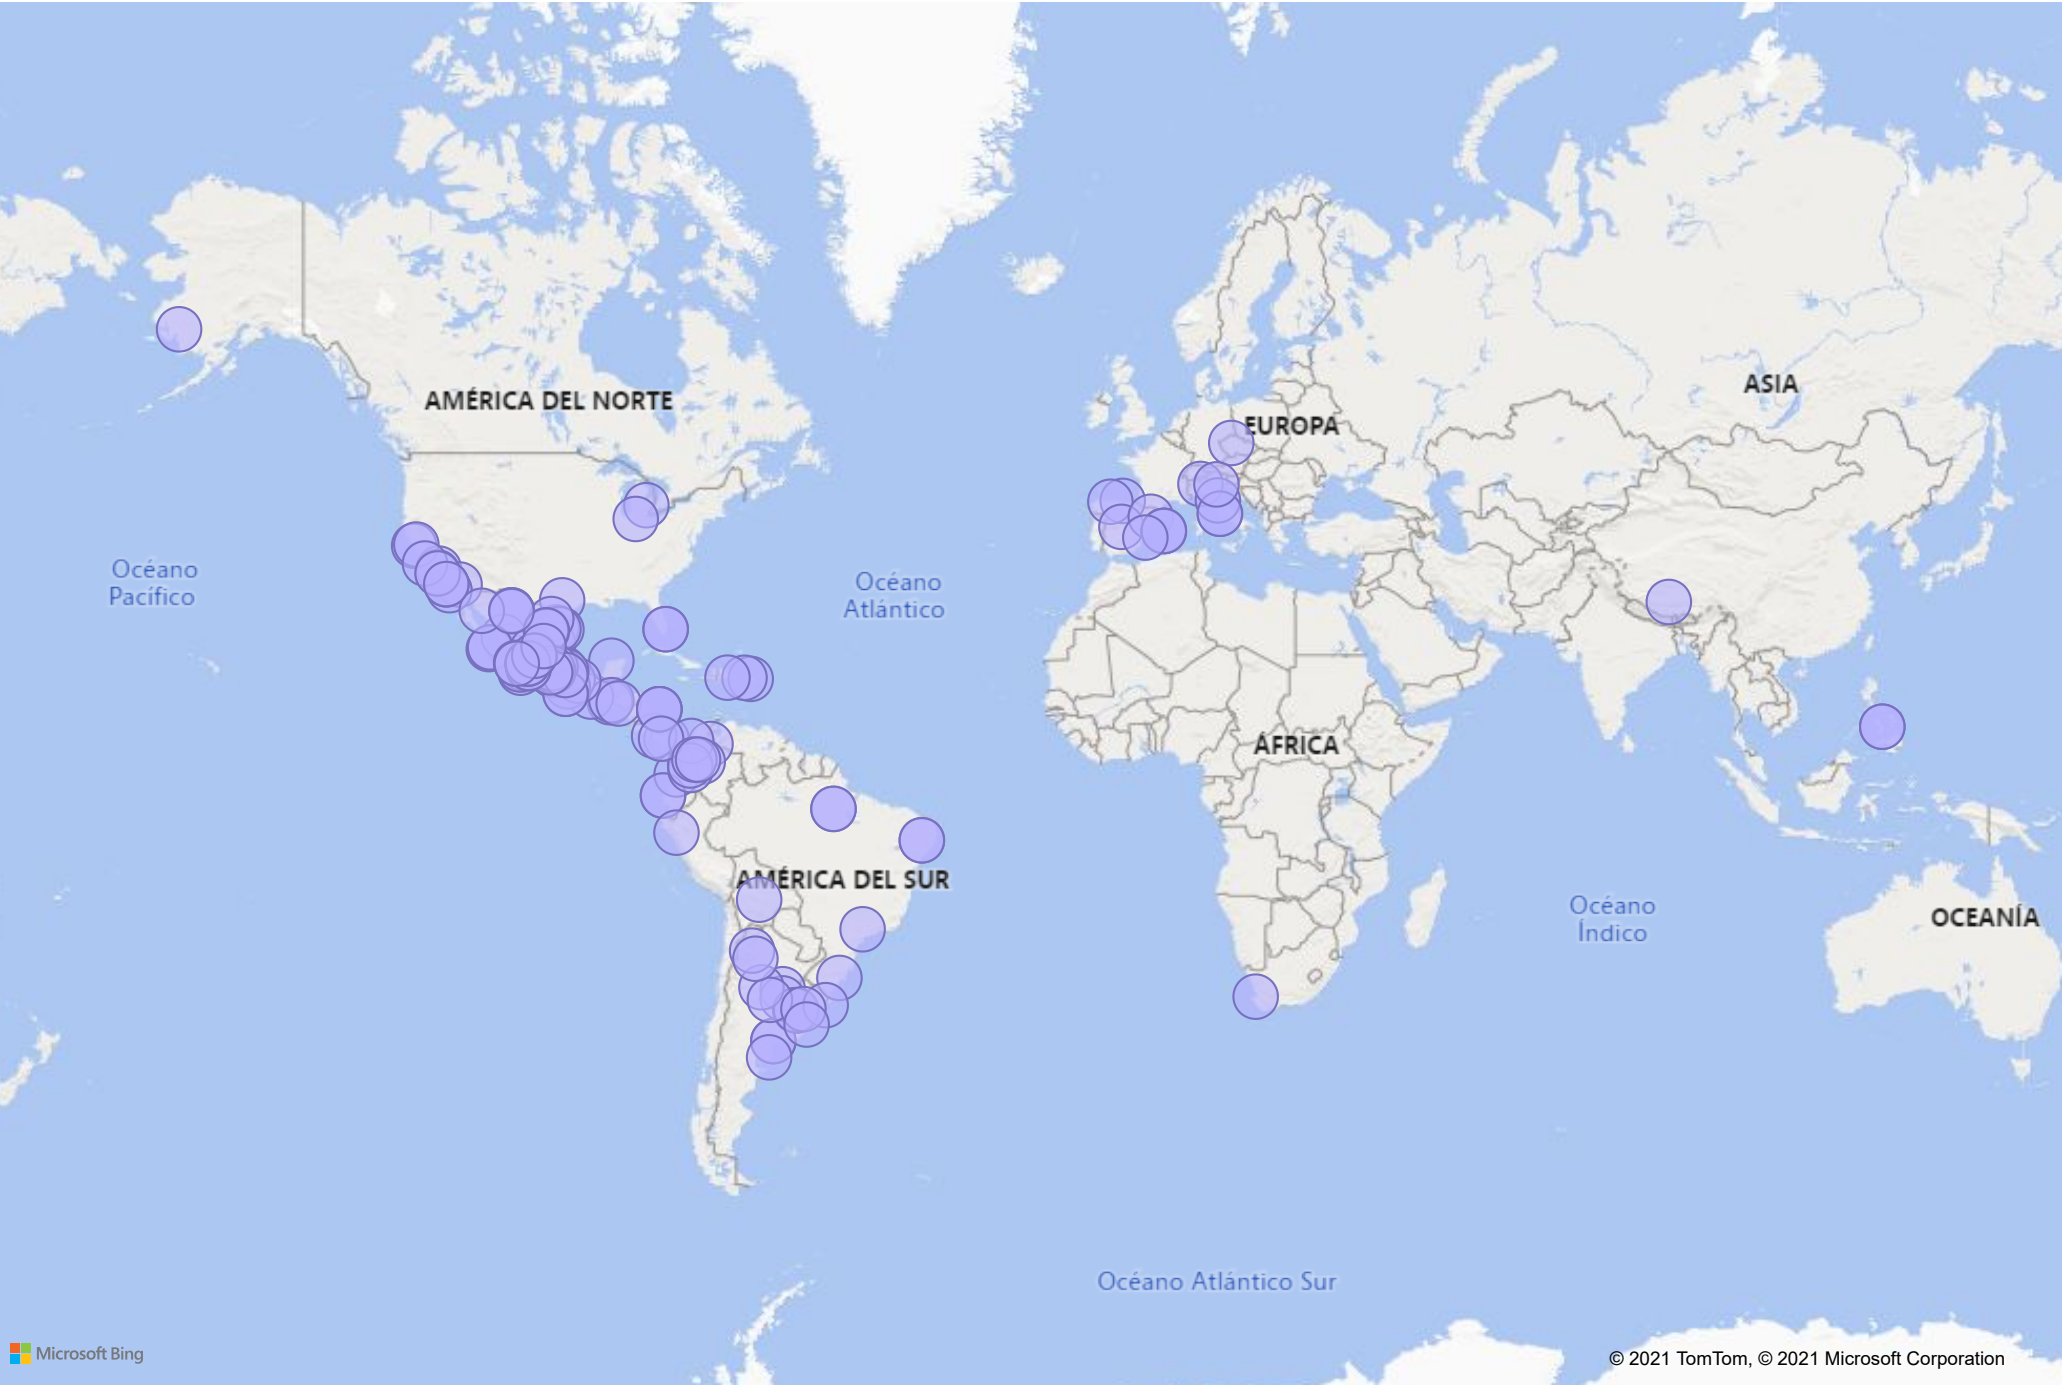 AMÉRICA DEL NORTE
ASIA
EUROPA
Océano
Pacífico
Océano
Atlántico
ÁFRICA
AMÉRICA DEL SUR
Océano
Índico
OCEANÍA
Océano Atlántico Sur
Microsoft Bing
© 2021 TomTom, © 2021 Microsoft Corporation